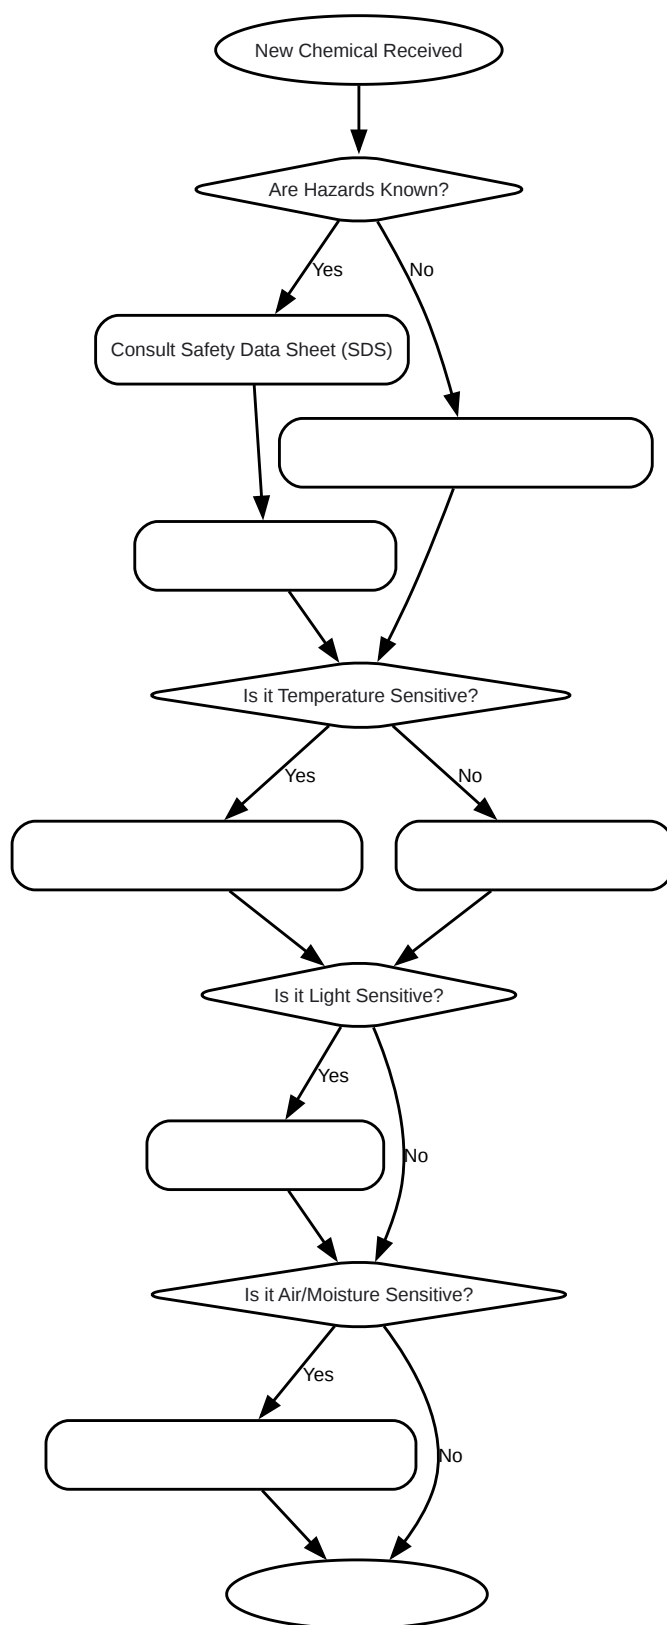 New Chemical Received
Are Hazards Known?
Yes
No
Consult Safety Data Sheet (SDS)
Is it Temperature Sensitive?
Yes
No
Is it Light Sensitive?
Yes
No
Is it Air/Moisture Sensitive?
Yes
No